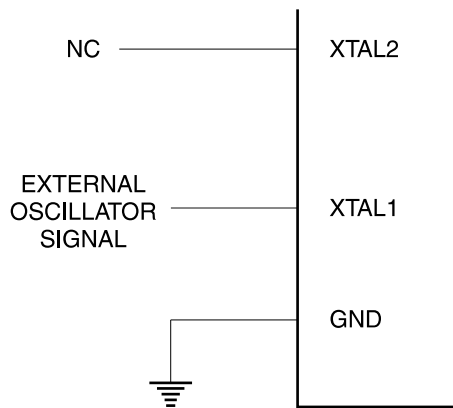 NC
XTAL2
EXTERNAL
OSCILLATOR
SIGNAL
XTAL1
GND